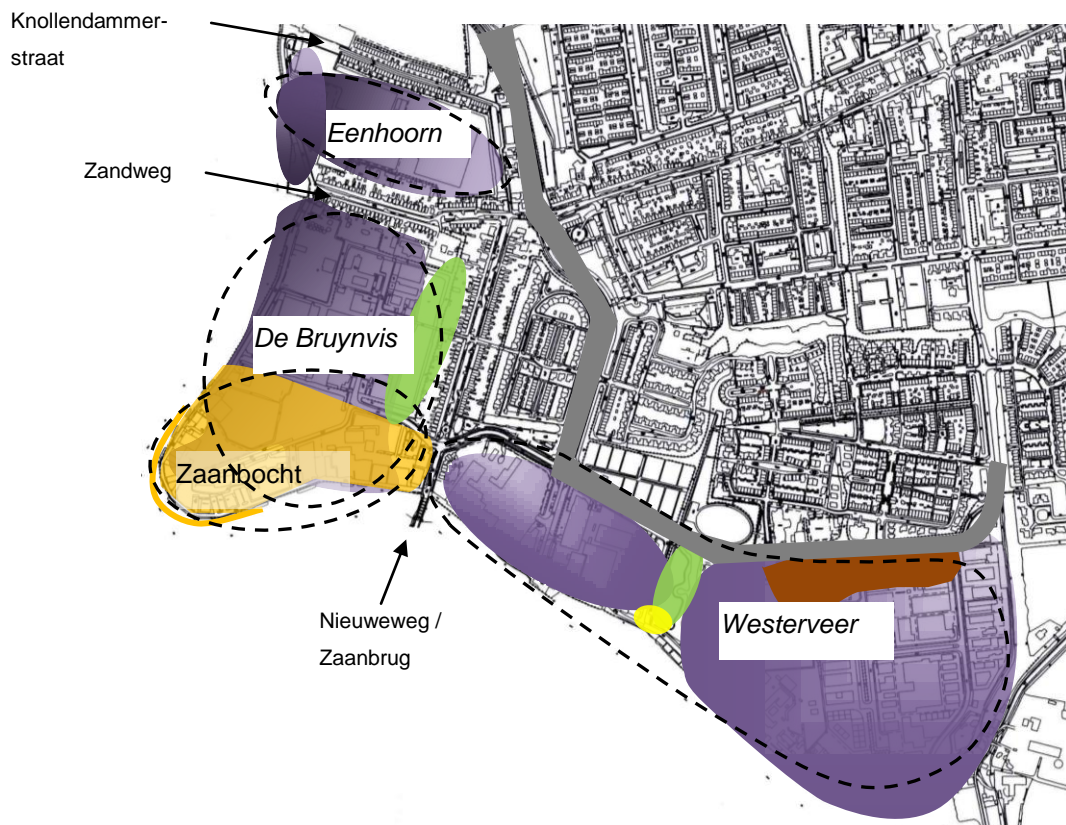 Knollendammer-
straat
Eenhoorn
Zandweg
De Bruynvis
Zaanbocht
Nieuweweg /
Zaanbrug
Westerveer